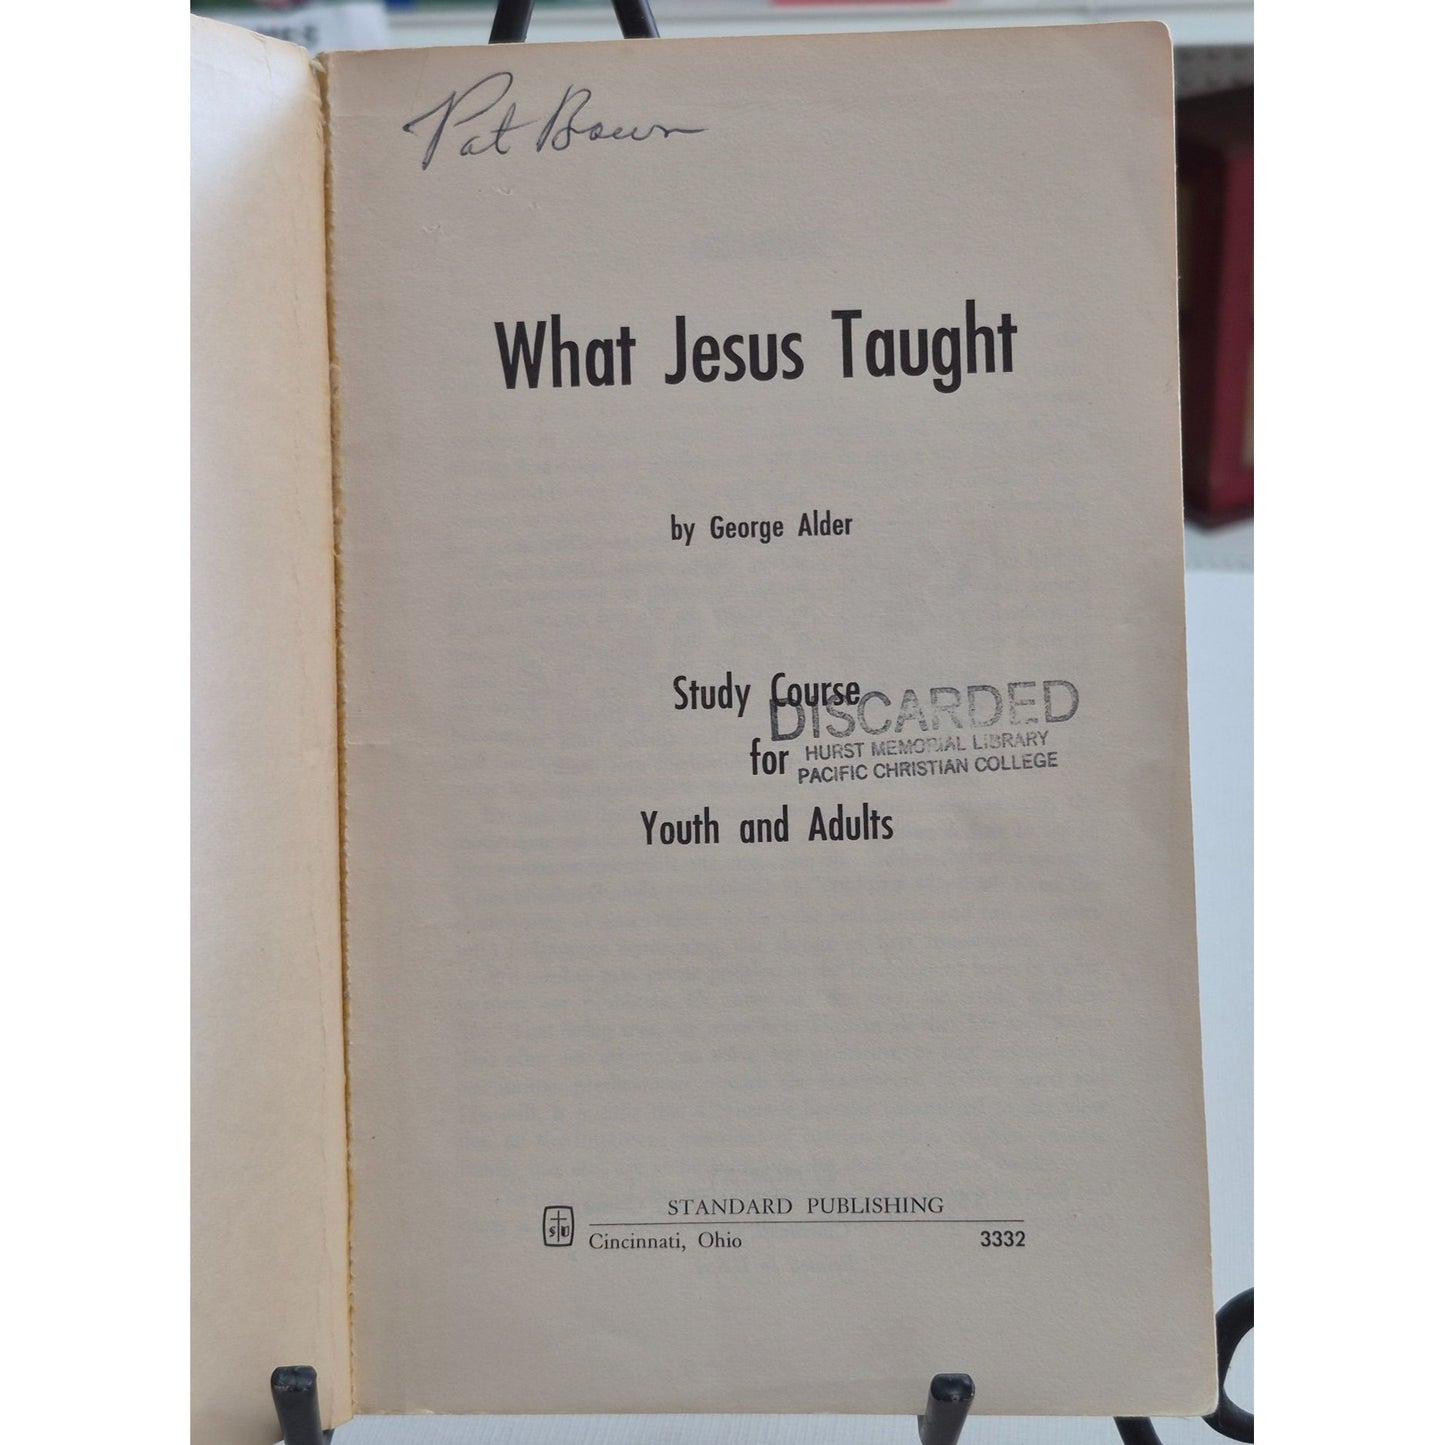 Pat Bown
What Jesus Taught
by George Alder
Study Course
DISCARDED
HURST MEMORIAL LIBRARY
for
PACIFIC CHRISTIAN COLLEGE
Youth and Adults
STANDARD PUBLISHING
Cincinnati, Ohio 3332